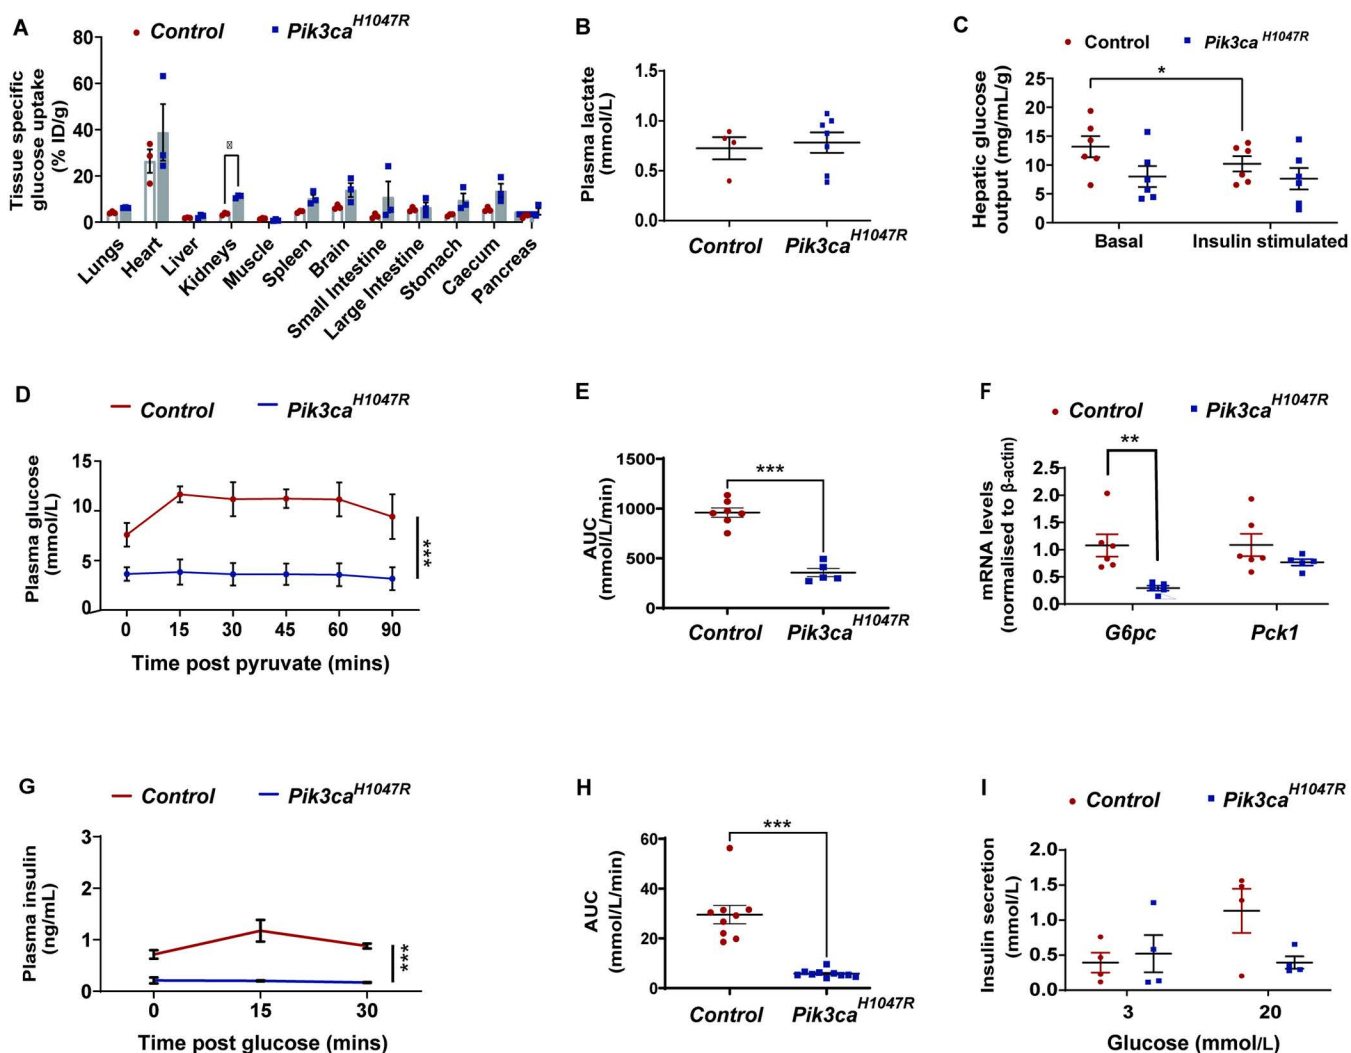 A
Control
Pik3ca^H1047R
Tissue specific
glucose uptake
(% ID/g)
80
60
40
20
0
Lungs
Heart
Liver
Kidneys
Muscle
Spleen
Brain
Small Intestine
Large Intestine
Stomach
Caecum
Pancreas
B
Plasma lactate
(mmol/L)
1.5
1.0
0.5
0.0
Control
Pik3ca^H1047R
C
Control
Pik3ca^H1047R
Hepatic glucose
output (mg/mL/g)
25
20
15
10
5
0
*
Basal
Insulin stimulated
D
Control
Pik3ca^H1047R
Plasma glucose
(mmol/L)
15
10
5
0
***
0 15 30 45 60 90
Time post pyruvate (mins)
E
AUC
(mmol/L/min)
1500
1000
500
0
***
Control
Pik3ca^H1047R
F
Control
Pik3ca^H1047R
mRNA levels
(normalised to β-actin)
2.5
2.0
1.5
1.0
0.5
0.0
**
G6pc
Pck1
G
Control
Pik3ca^H1047R
Plasma insulin
(ng/mL)
3
2
1
0
***
0 15 30
Time post glucose (mins)
H
AUC
(mmol/L/min)
60
40
20
0
***
Control
Pik3ca^H1047R
I
Control
Pik3ca^H1047R
Insulin secretion
(mmol/L)
2.0
1.5
1.0
0.5
0.0
3 20
Glucose (mmol/L)